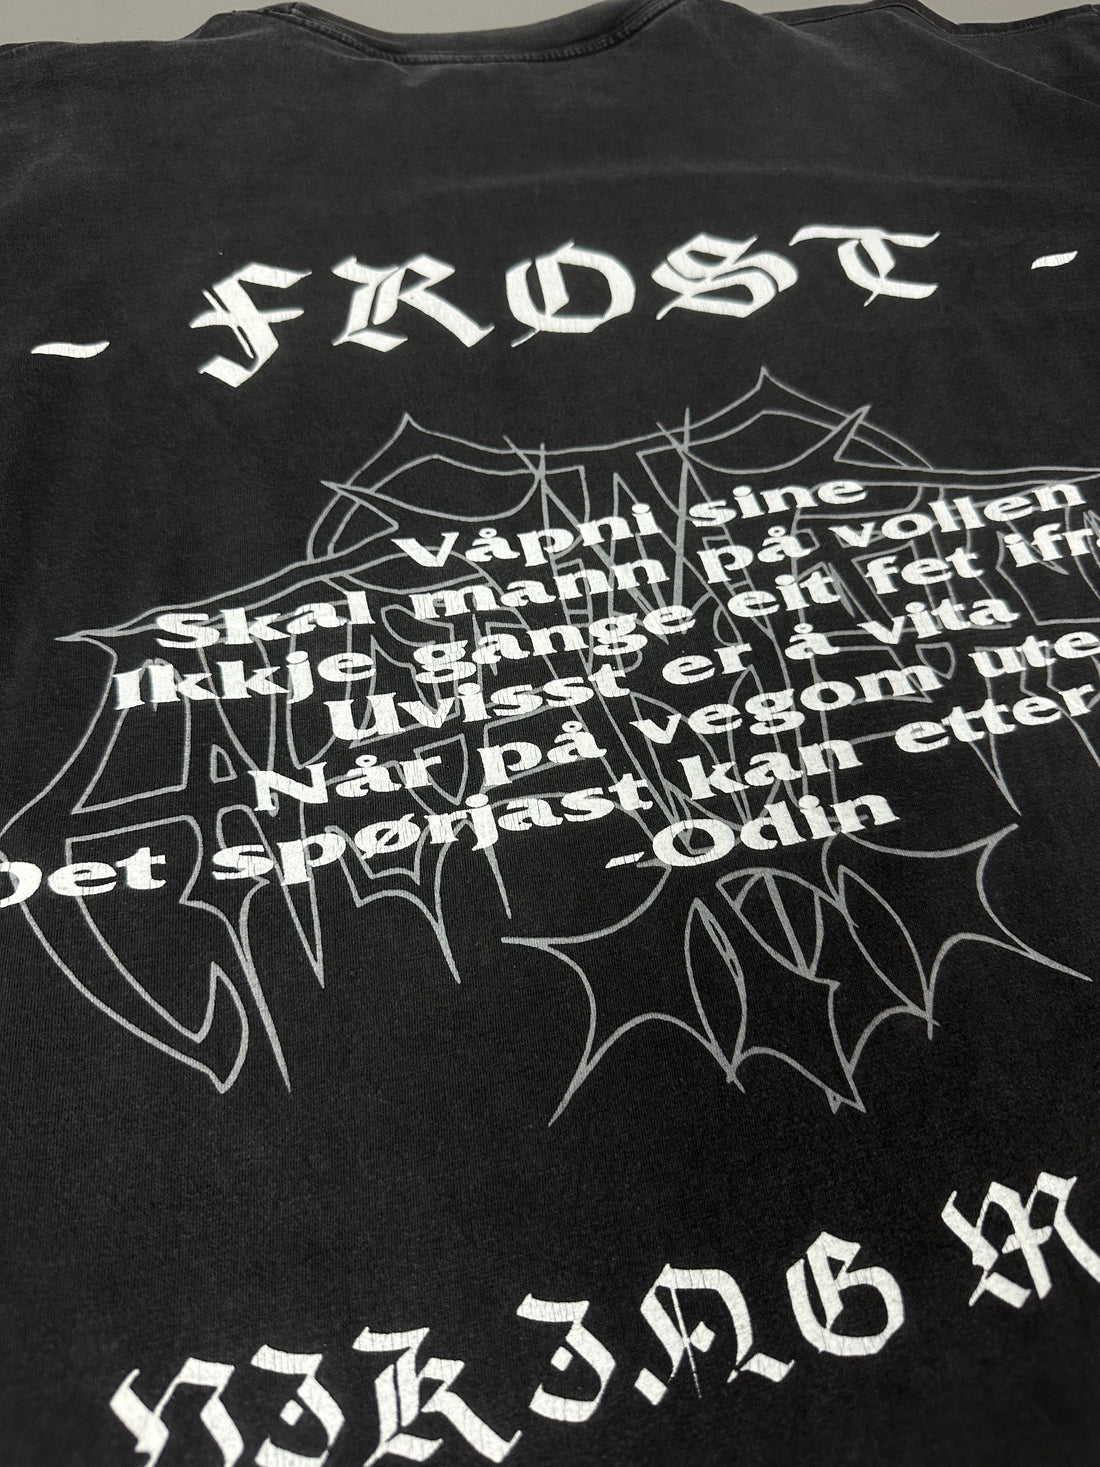 - FROST -
Våpni sine
Skal mann på vollen
Ikkje gange eit fet
Uvisst er å vita
Når på vegom ute
Det spørjast kan etter
-Odin
VIKING